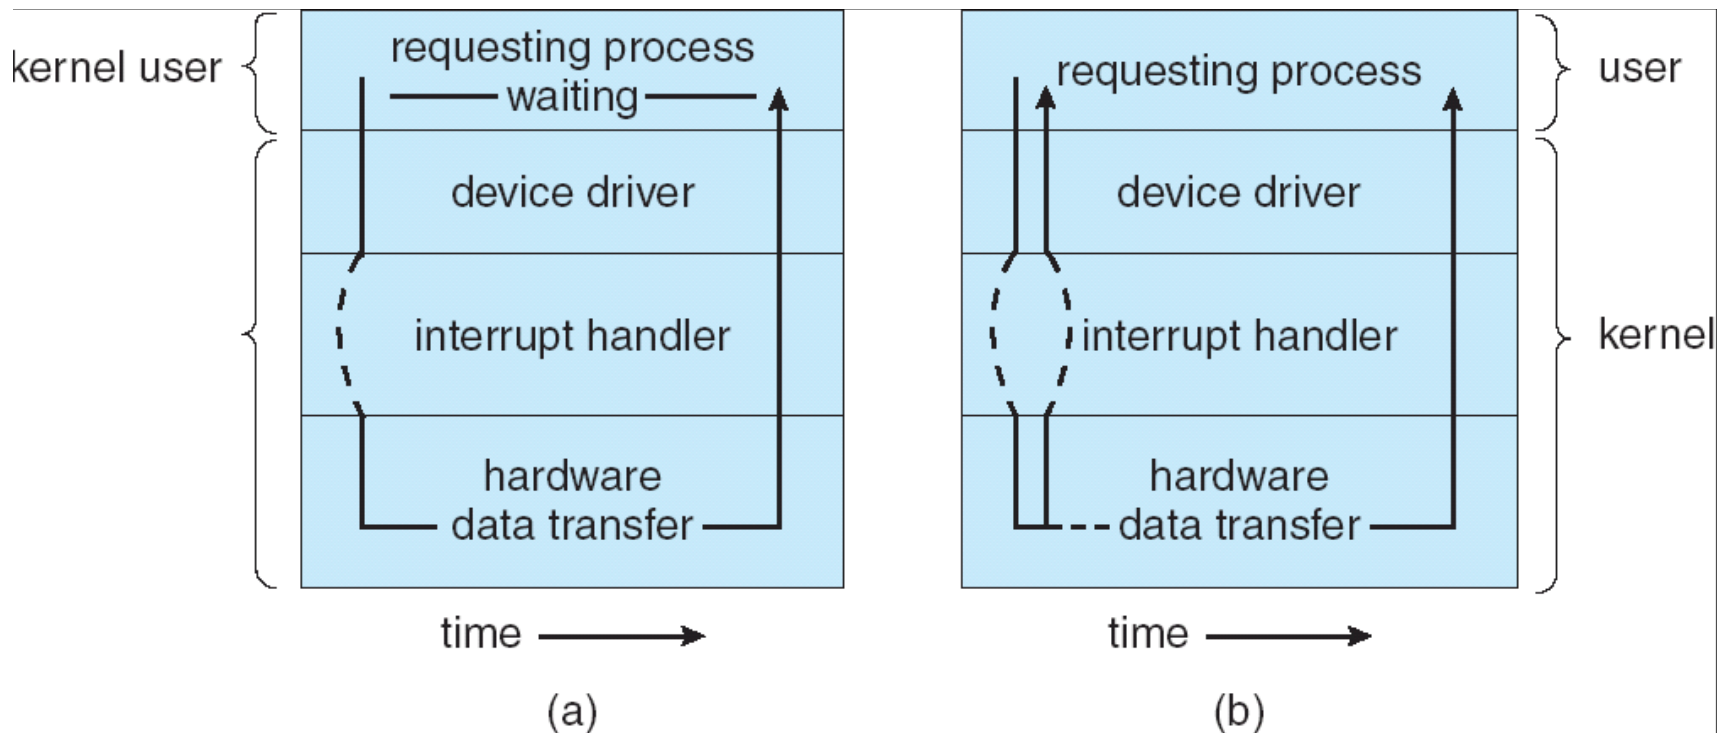 kernel user
requesting process
waiting
device driver
interrupt handler
hardware
data transfer
time
(a)
requesting process
device driver
interrupt handler
hardware
data transfer
time
(b)
user
kernel